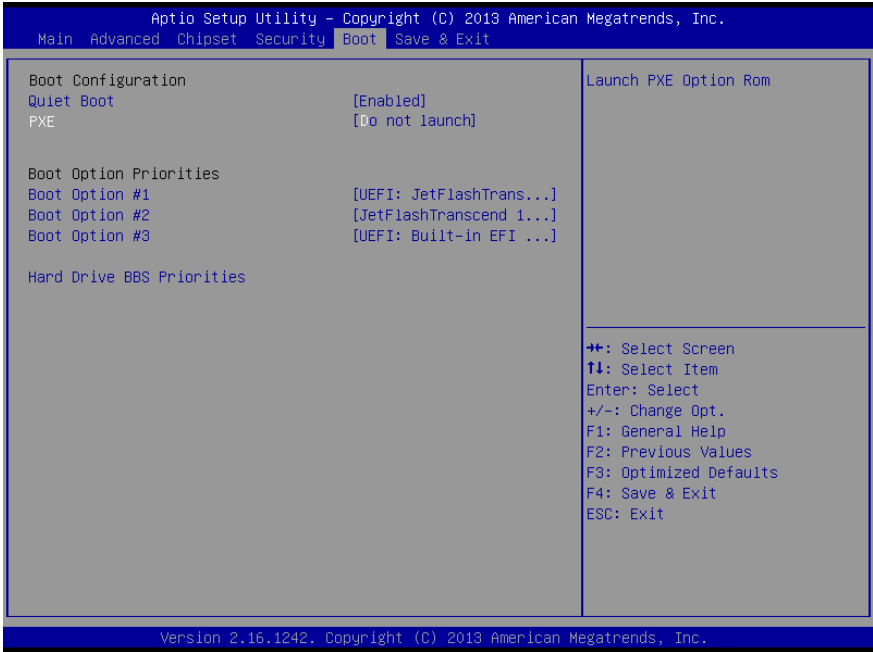 Aptio Setup Utility – Copyright (C) 2013 American Megatrends, Inc.
Main Advanced Chipset Security Boot Save & Exit
Boot Configuration
Quiet Boot [Enabled]
PXE [Do not launch]
Boot Option Priorities
Boot Option #1 [UEFI: JetFlashTrans...]
Boot Option #2 [JetFlashTranscend 1...]
Boot Option #3 [UEFI: Built-in EFI ...]
Hard Drive BBS Priorities
Launch PXE Option Rom
→←: Select Screen
↑↓: Select Item
Enter: Select
+/-: Change Opt.
F1: General Help
F2: Previous Values
F3: Optimized Defaults
F4: Save & Exit
ESC: Exit
Version 2.16.1242. Copyright (C) 2013 American Megatrends, Inc.